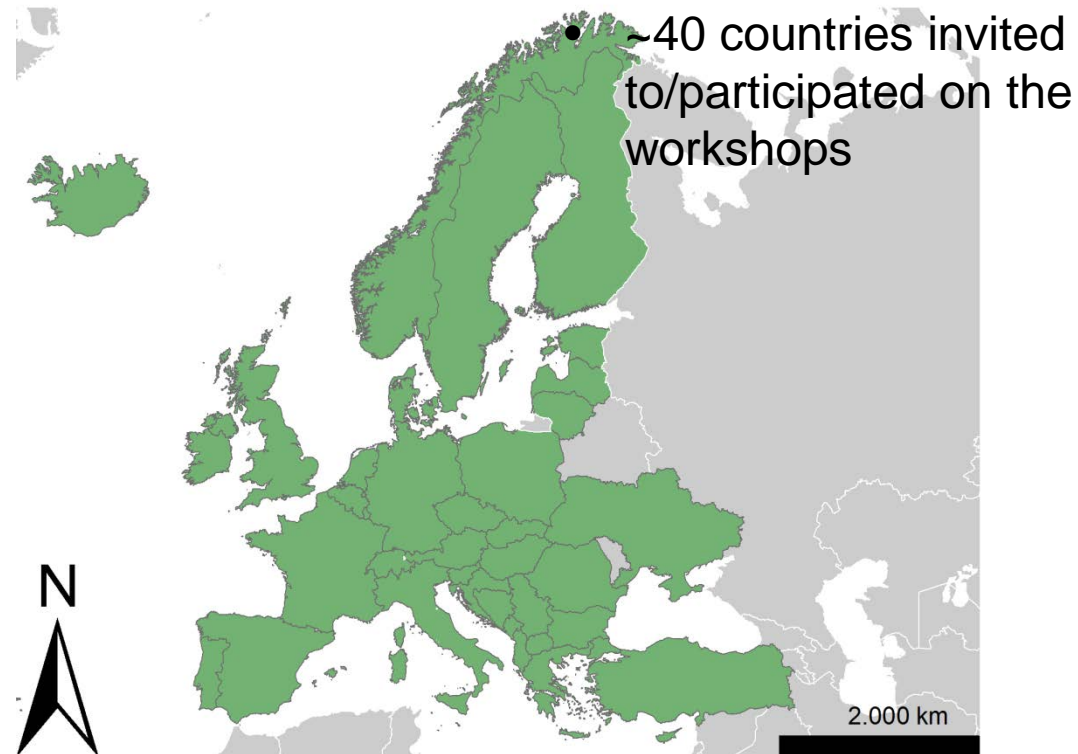 • ~40 countries invited
to/participated on the
workshops
N
2.000 km